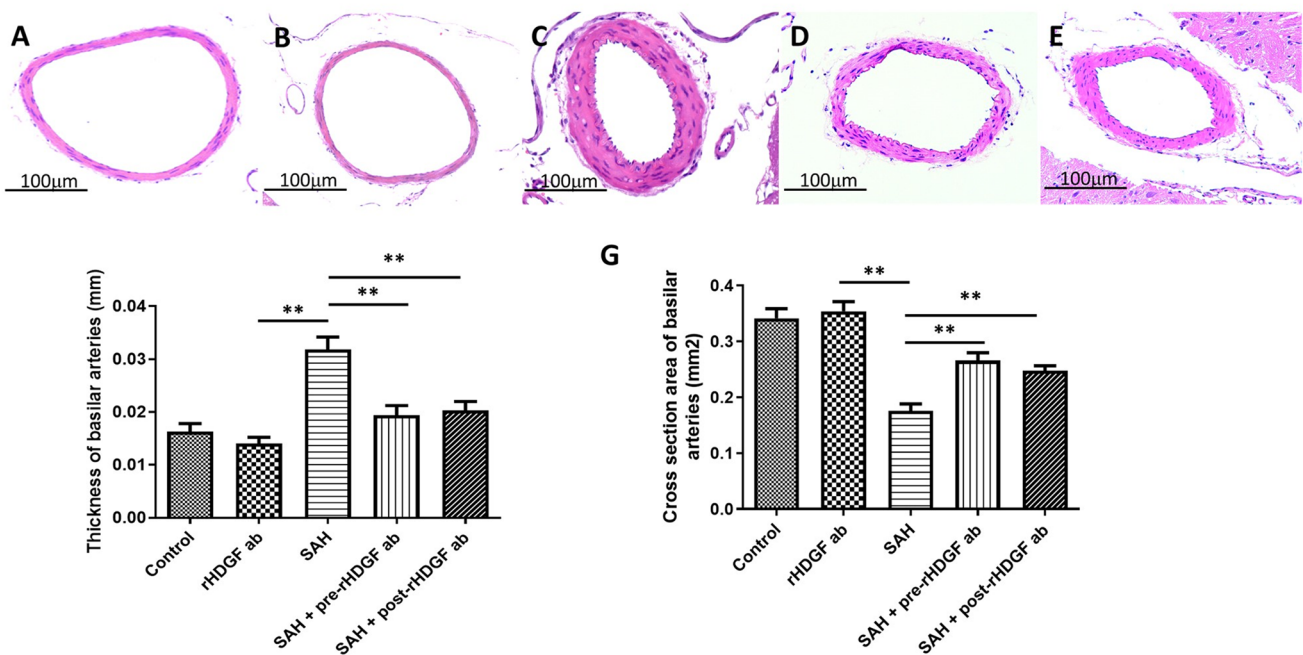 A
B
C
D
E
100μm
100μm
100μm
100μm
100μm
G
Thickness of basilar arteries (mm)
0.04
0.03
0.02
0.01
0.00
**
**
**
Control
rHDGF ab
SAH
SAH + pre-rHDGF ab
SAH + post-rHDGF ab
Cross section area of basilar
arteries (mm2)
0.4
0.3
0.2
0.1
0.0
**
**
**
Control
rHDGF ab
SAH
SAH + pre-rHDGF ab
SAH + post-rHDGF ab